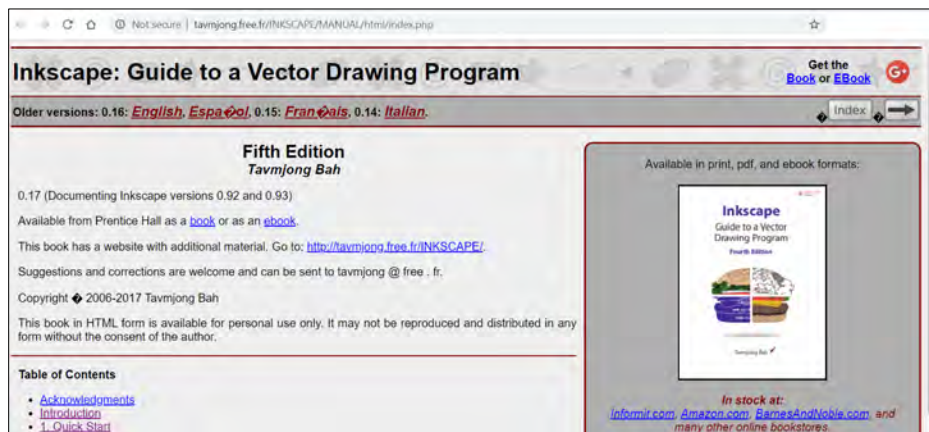 Not secure | tavmjong.free.fr/INKSCAPE/MANUAL/html/index.php
Inkscape: Guide to a Vector Drawing Program
Get the
Book or EBook
G+
Older versions: 0.16: English, Espa�ol, 0.15: Fran�ais, 0.14: Italian.
� Index �
Fifth Edition
Tavmjong Bah
0.17 (Documenting Inkscape versions 0.92 and 0.93)
Available from Prentice Hall as a book or as an ebook.
This book has a website with additional material. Go to: http://tavmjong.free.fr/INKSCAPE/.
Suggestions and corrections are welcome and can be sent to tavmjong @ free . fr.
Copyright � 2006-2017 Tavmjong Bah
This book in HTML form is available for personal use only. It may not be reproduced and distributed in any
form without the consent of the author.
Table of Contents
• Acknowledgments
• Introduction
• 1. Quick Start
Available in print, pdf, and ebook formats:
Inkscape
Guide to a Vector
Drawing Program
Fourth Edition
Tavmjong Bah
In stock at:
informit.com, Amazon.com, BarnesAndNoble.com, and
many other online bookstores.